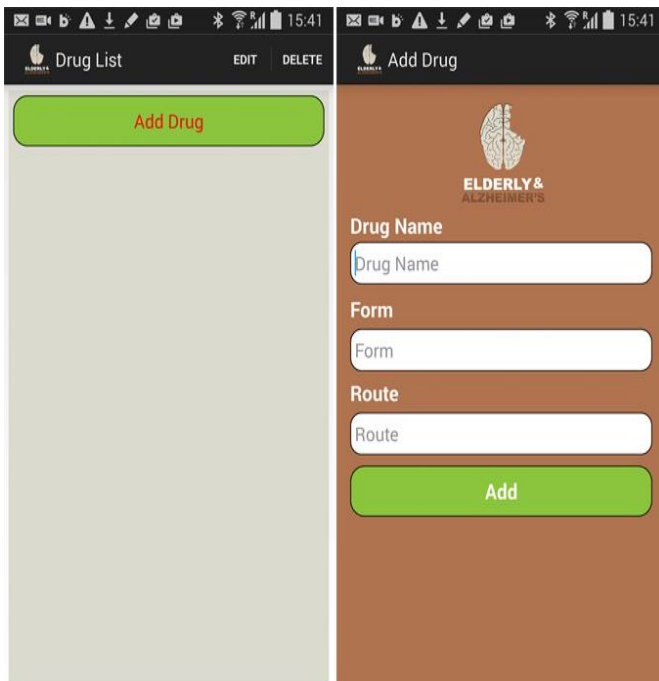 15:41
Drug List
EDIT
DELETE
Add Drug
15:41
Add Drug
ELDERLY &
ALZHEIMER'S
Drug Name
Drug Name
Form
Form
Route
Route
Add